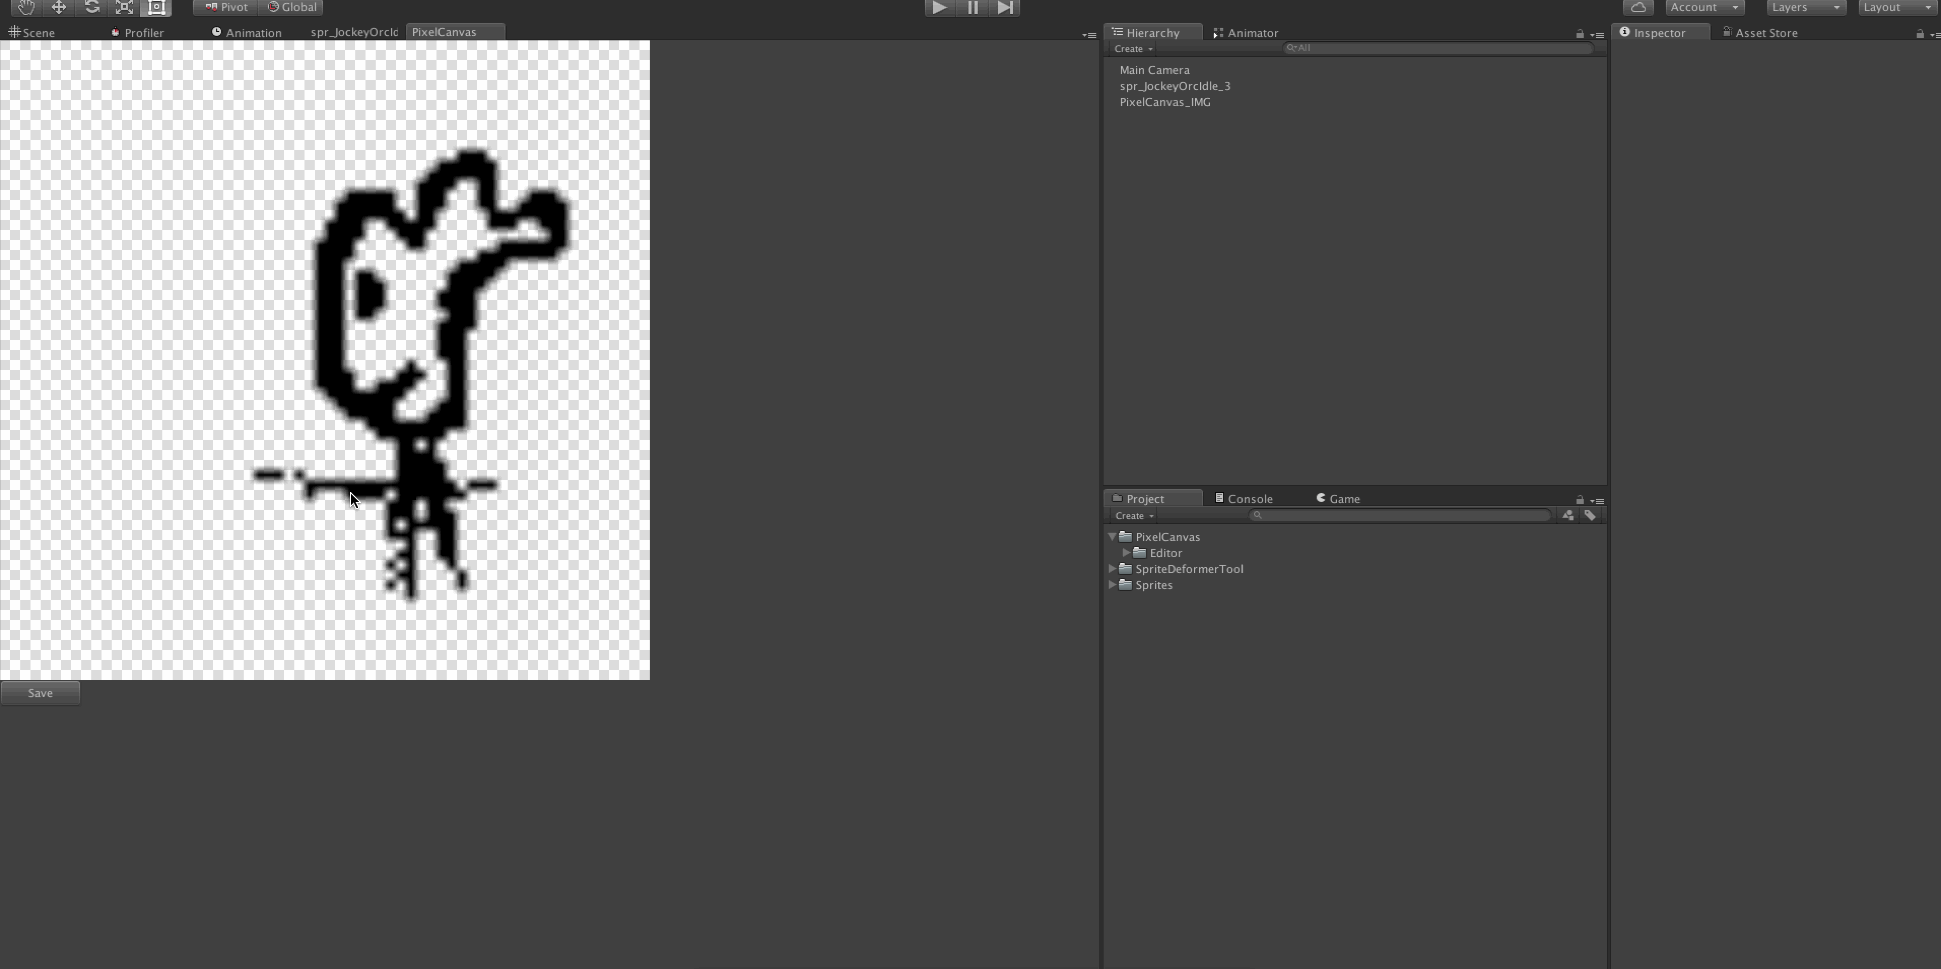 Pivot Global Account Layers Layout
Scene Profiler Animation spr_JockeyOrcId PixelCanvas
Save
Hierarchy Animator
Create All
Main Camera
spr_JockeyOrcIdle_3
PixelCanvas_IMG
Project Console Game
Create
PixelCanvas
Editor
SpriteDeformerTool
Sprites
Inspector Asset Store